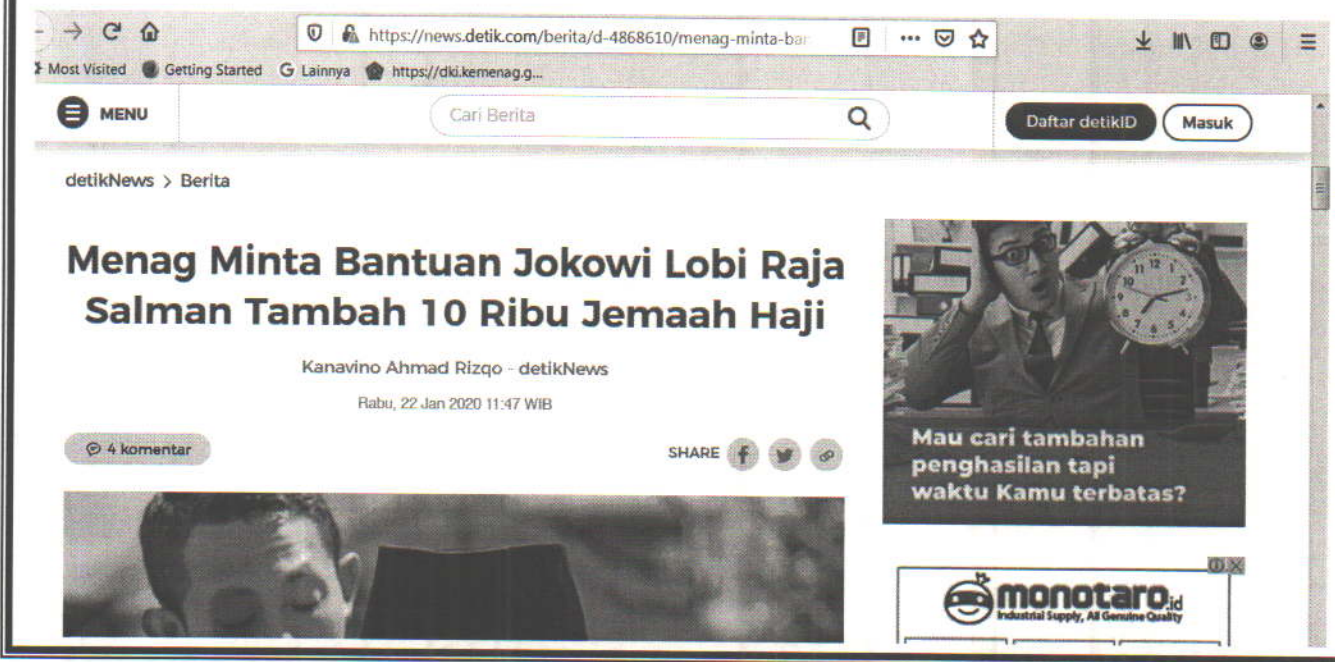 https://news.detik.com/berita/d-4868610/menag-minta-ban
Most Visited Getting Started G Lainnya https://dki.kemenag.g...
MENU Cari Berita Daftar detikID Masuk
detikNews > Berita
Menag Minta Bantuan Jokowi Lobi Raja
Salman Tambah 10 Ribu Jemaah Haji
Kanavino Ahmad Rizqo - detikNews
Rabu, 22 Jan 2020 11:47 WIB
4 komentar
SHARE
Mau cari tambahan
penghasilan tapi
waktu Kamu terbatas?
monotaro.id
Industrial Supply, All Genuine Quality